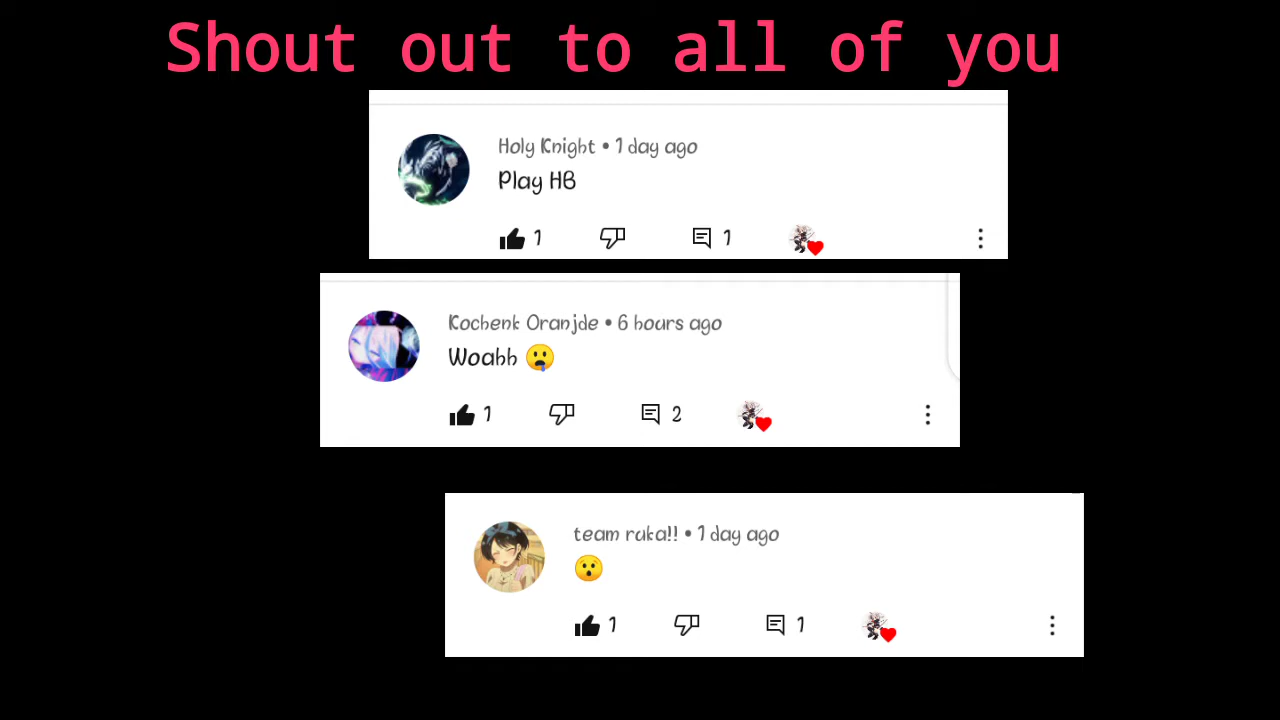 Shout out to all of you
Holy Knight • 1 day ago
Play HB
1 1
Kochenk Oranjde • 6 hours ago
Woahh 😮
1 2
team ruka!! • 1 day ago
😮
1 1